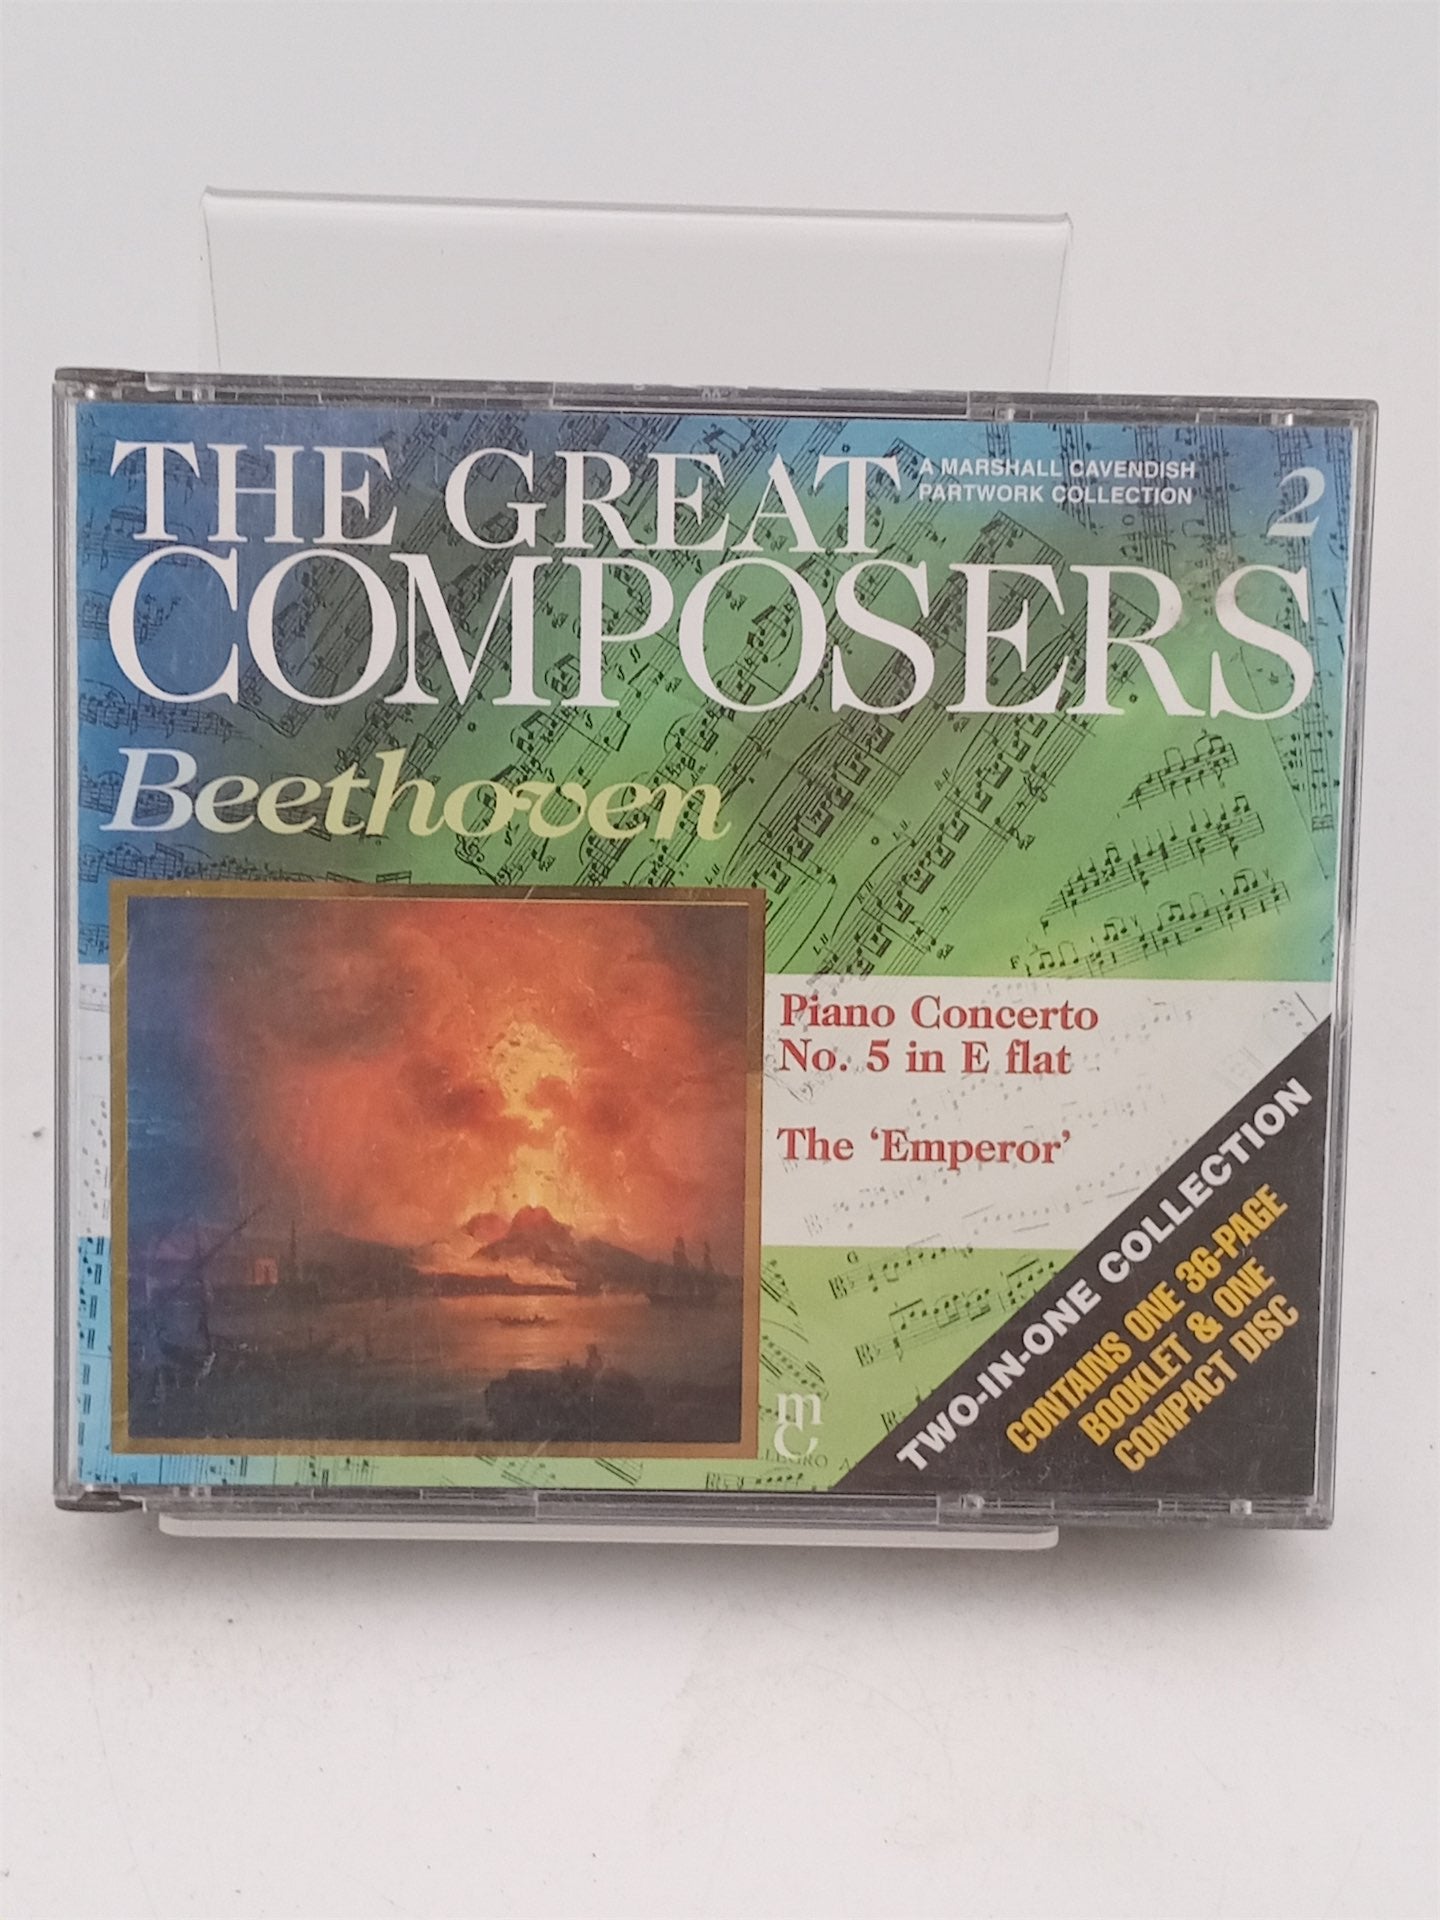 THE GREAT
COMPOSERS
A MARSHALL CAVENDISH
PARTWORK COLLECTION
2
Beethoven
Piano Concerto
No. 5 in E flat
The ‘Emperor’
TWO-IN-ONE COLLECTION
CONTAINS ONE 36-PAGE
BOOKLET & ONE
COMPACT DISC
mc